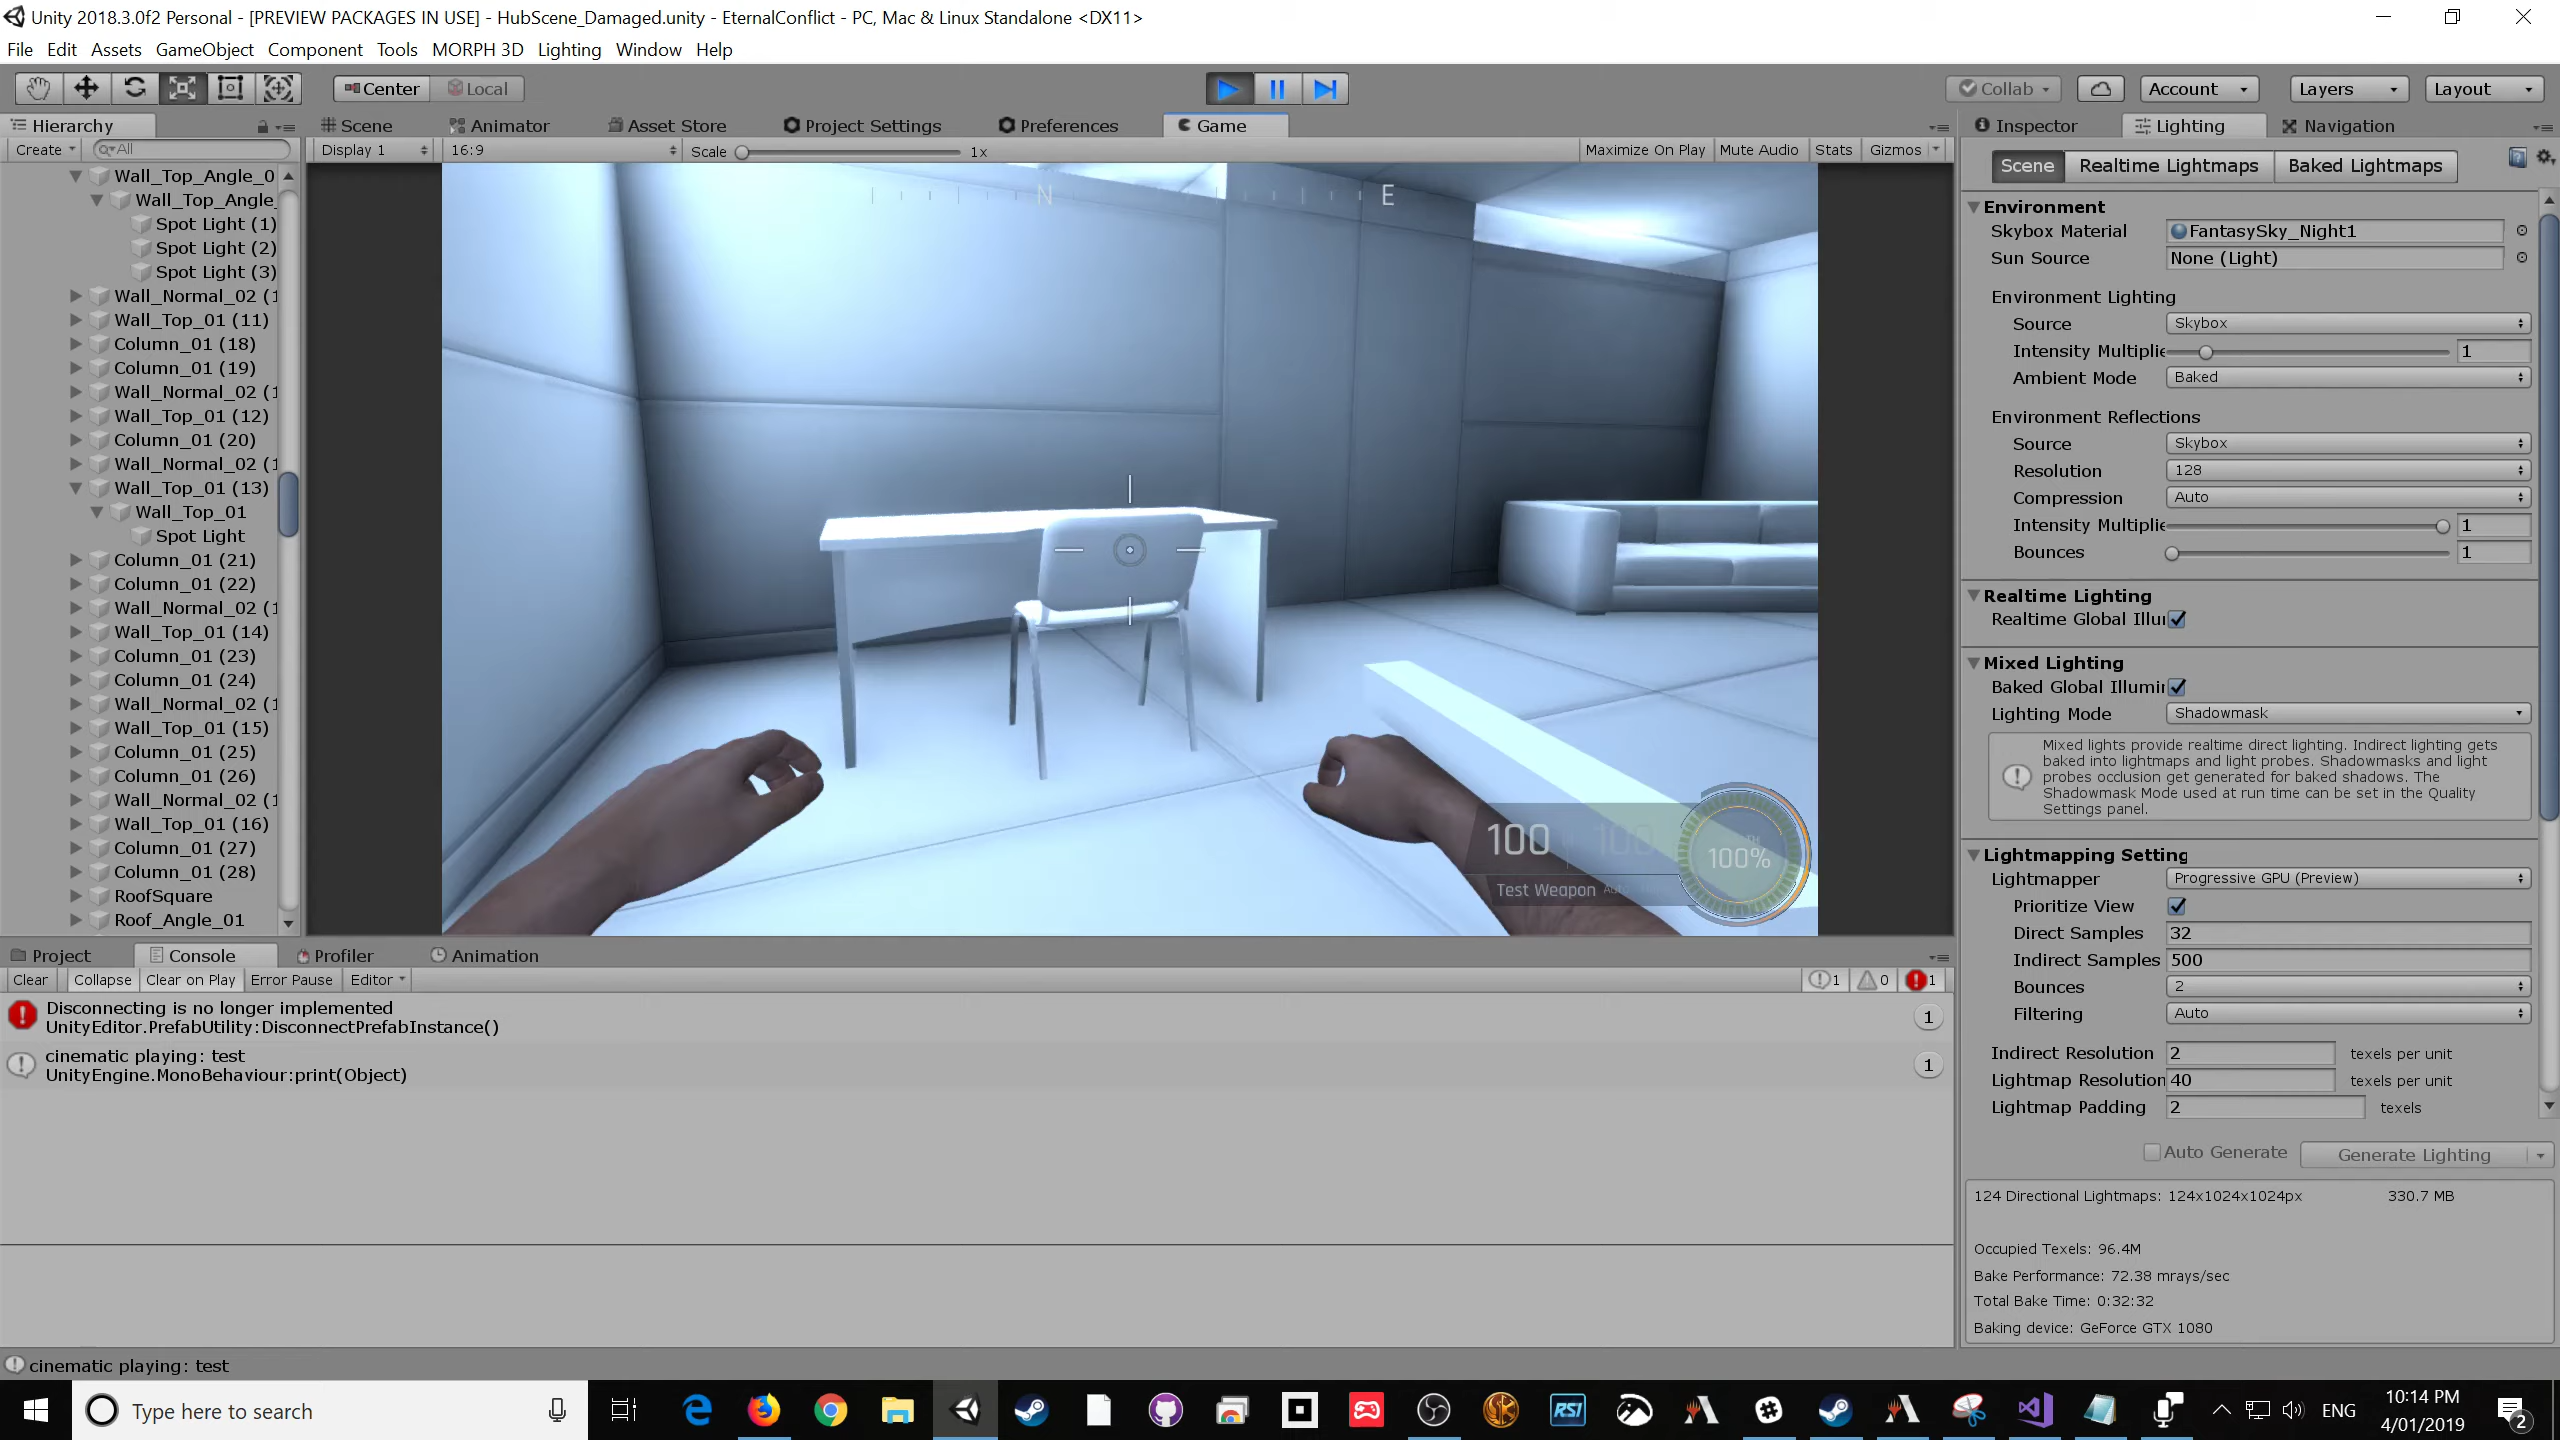 Unity 2018.3.0f2 Personal - [PREVIEW PACKAGES IN USE] - HubScene_Damaged.unity - EternalConflict - PC, Mac & Linux Standalone <DX11>
File Edit Assets GameObject Component Tools MORPH 3D Lighting Window Help
Center Local
Collab Account Layers Layout
Hierarchy
Scene Animator Asset Store Project Settings Preferences Game
Inspector Lighting Navigation
Create All
Display 1 16:9 Scale 1x Maximize On Play Mute Audio Stats Gizmos
Wall_Top_Angle_0
Wall_Top_Angle_
Spot Light (1)
Spot Light (2)
Spot Light (3)
Wall_Normal_02 (1
Wall_Top_01 (11)
Column_01 (18)
Column_01 (19)
Wall_Normal_02 (1
Wall_Top_01 (12)
Column_01 (20)
Wall_Normal_02 (1
Wall_Top_01 (13)
Wall_Top_01
Spot Light
Column_01 (21)
Column_01 (22)
Wall_Normal_02 (1
Wall_Top_01 (14)
Column_01 (23)
Column_01 (24)
Wall_Normal_02 (1
Wall_Top_01 (15)
Column_01 (25)
Column_01 (26)
Wall_Normal_02 (1
Wall_Top_01 (16)
Column_01 (27)
Column_01 (28)
RoofSquare
Roof_Angle_01
N E
100 100
100%
Test Weapon
Scene Realtime Lightmaps Baked Lightmaps
Environment
Skybox Material FantasySky_Night1
Sun Source None (Light)
Environment Lighting
Source Skybox
Intensity Multiplie 1
Ambient Mode Baked
Environment Reflections
Source Skybox
Resolution 128
Compression Auto
Intensity Multiplie 1
Bounces 1
Realtime Lighting
Realtime Global Illui
Mixed Lighting
Baked Global Illumir
Lighting Mode Shadowmask
Mixed lights provide realtime direct lighting. Indirect lighting gets
baked into lightmaps and light probes. Shadowmasks and light
probes occlusion get generated for baked shadows. The
Shadowmask Mode used at run time can be set in the Quality
Settings panel.
Lightmapping Setting
Lightmapper Progressive GPU (Preview)
Prioritize View
Direct Samples 32
Indirect Samples 500
Bounces 2
Filtering Auto
Indirect Resolution 2 texels per unit
Lightmap Resolution 40 texels per unit
Lightmap Padding 2 texels
Auto Generate Generate Lighting
124 Directional Lightmaps: 124x1024x1024px 330.7 MB
Occupied Texels: 96.4M
Bake Performance: 72.38 mrays/sec
Total Bake Time: 0:32:32
Baking device: GeForce GTX 1080
Project Console Profiler Animation
Clear Collapse Clear on Play Error Pause Editor 1 0 1
Disconnecting is no longer implemented
UnityEditor.PrefabUtility:DisconnectPrefabInstance()
1
cinematic playing: test
UnityEngine.MonoBehaviour:print(Object)
1
cinematic playing: test
Type here to search
RSI
ENG
10:14 PM
4/01/2019
2